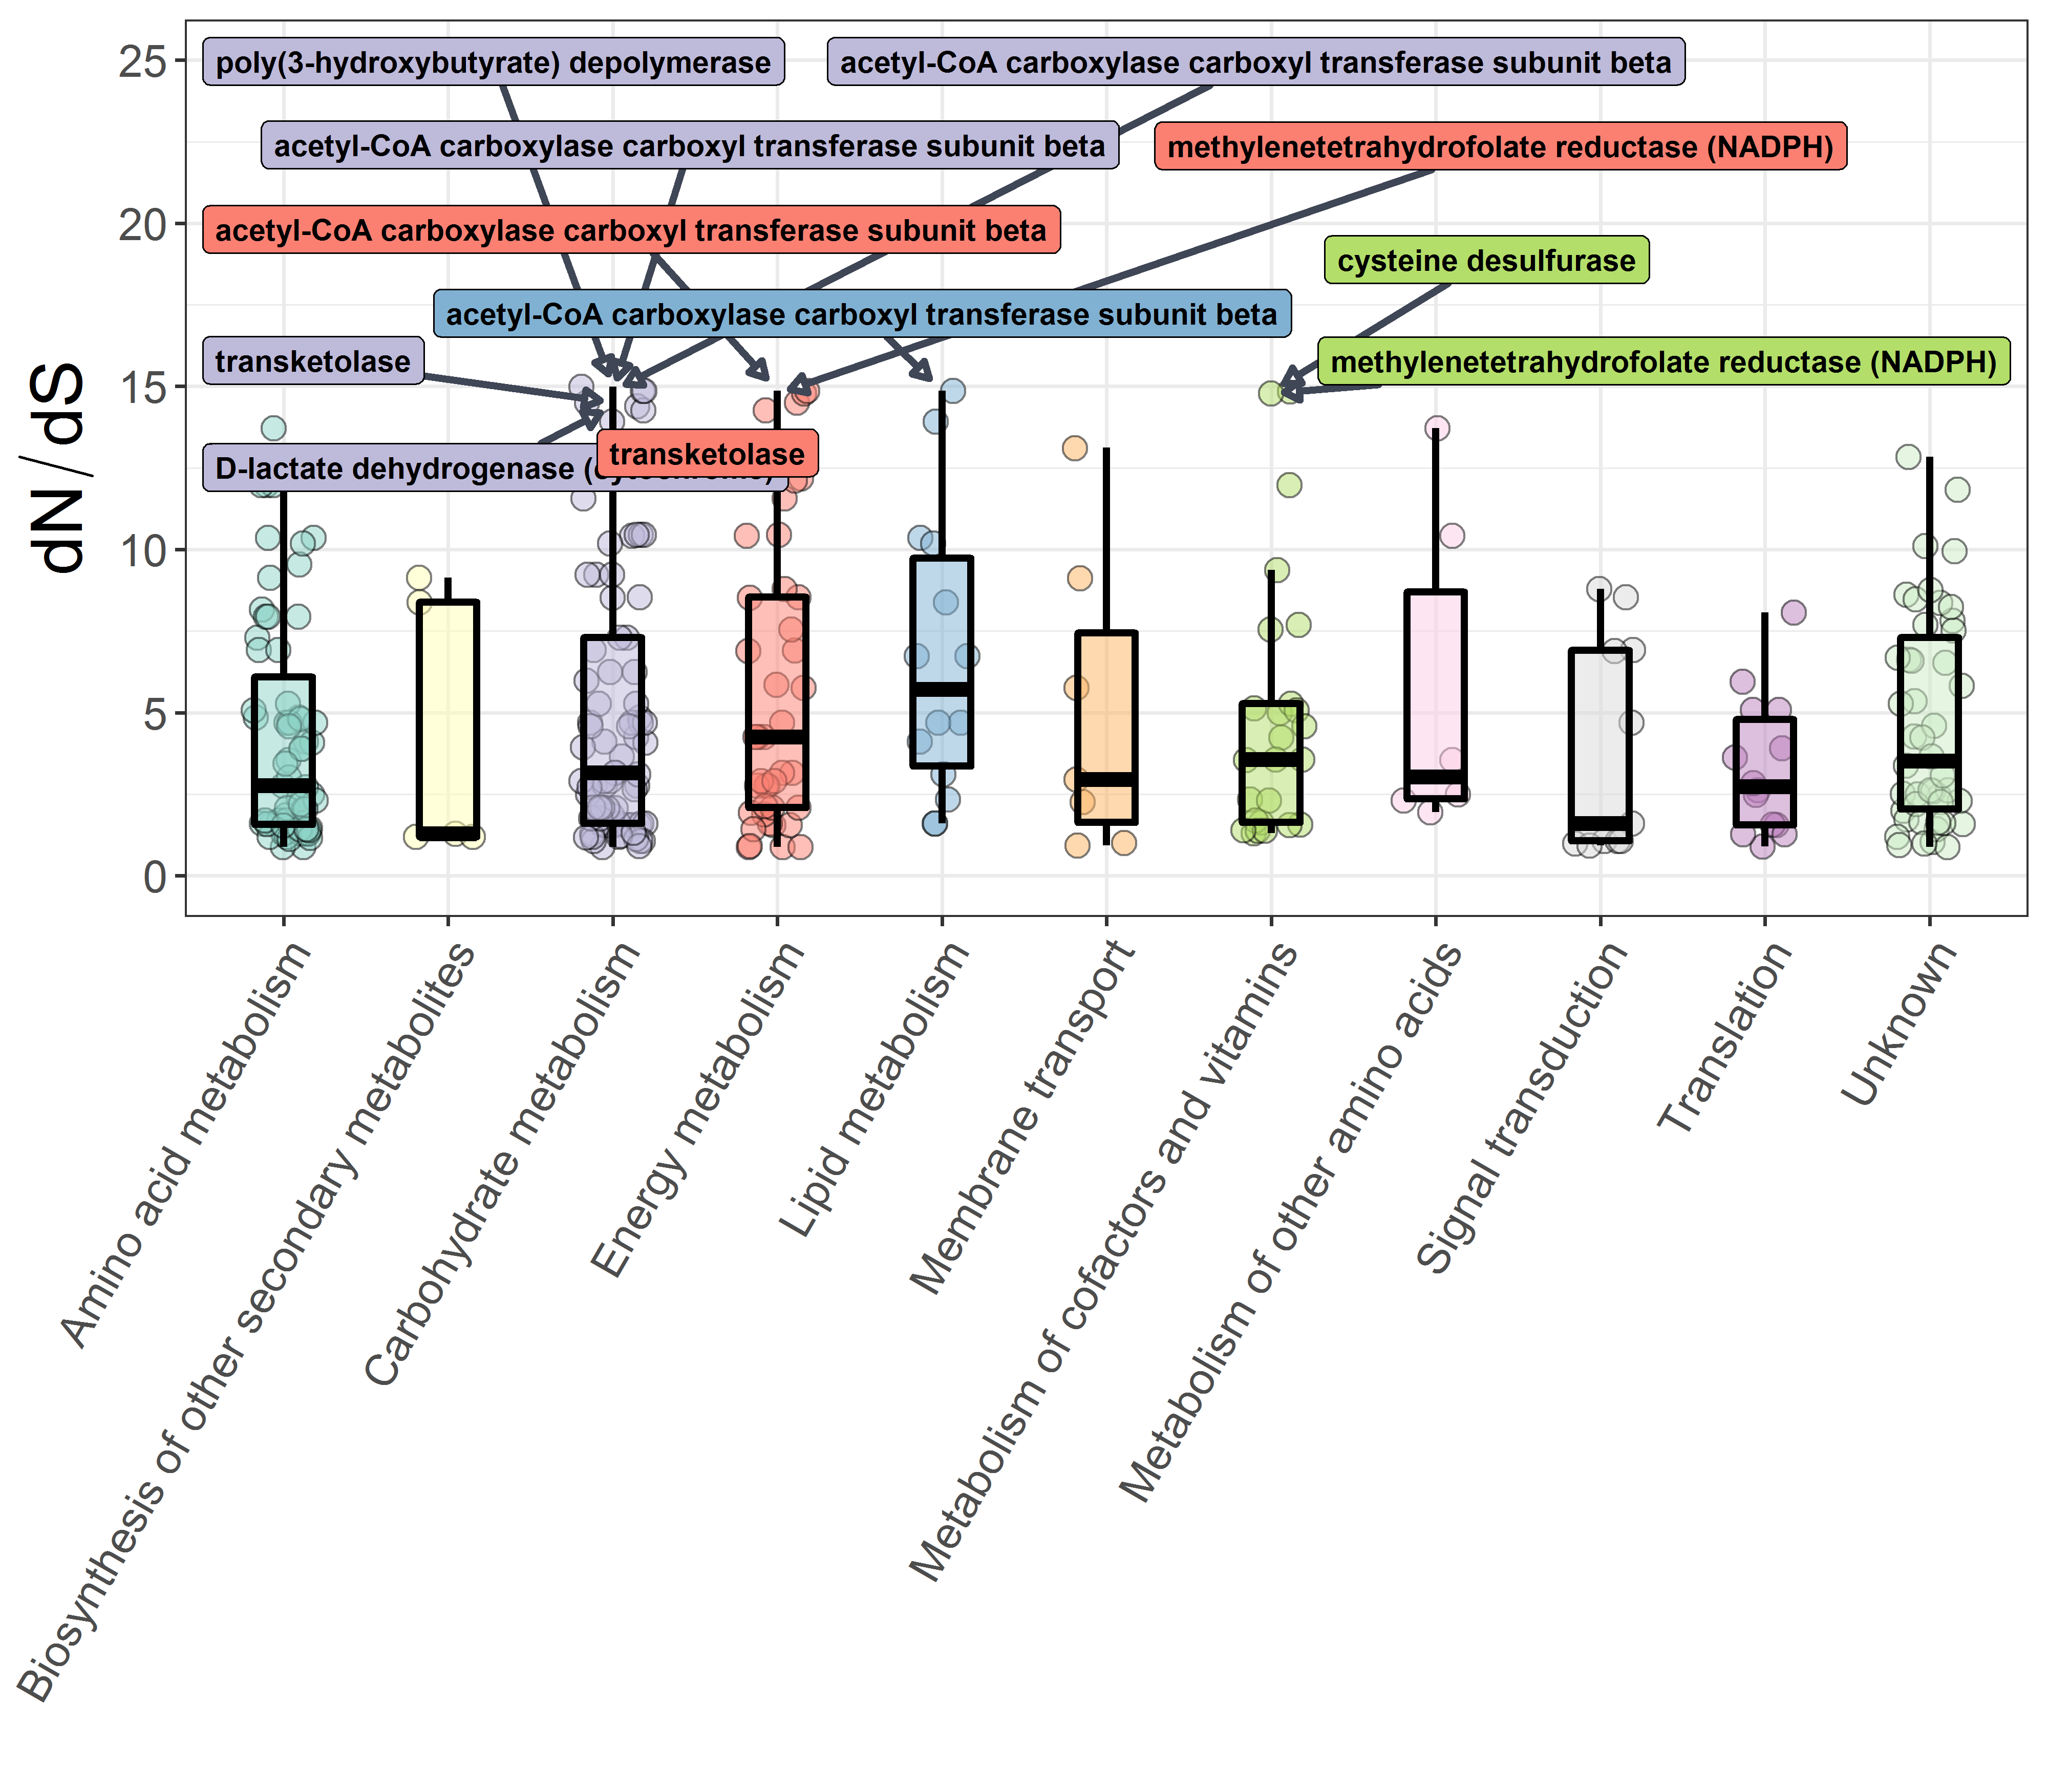 dN / dS
25
20
15
10
5
0
poly(3-hydroxybutyrate) depolymerase
acetyl-CoA carboxylase carboxyl transferase subunit beta
acetyl-CoA carboxylase carboxyl transferase subunit beta
methylenetetrahydrofolate reductase (NADPH)
acetyl-CoA carboxylase carboxyl transferase subunit beta
cysteine desulfurase
acetyl-CoA carboxylase carboxyl transferase subunit beta
transketolase
methylenetetrahydrofolate reductase (NADPH)
D-lactate dehydrogenase (cytochrome)
transketolase
Amino acid metabolism
Biosynthesis of other secondary metabolites
Carbohydrate metabolism
Energy metabolism
Lipid metabolism
Membrane transport
Metabolism of cofactors and vitamins
Metabolism of other amino acids
Signal transduction
Translation
Unknown